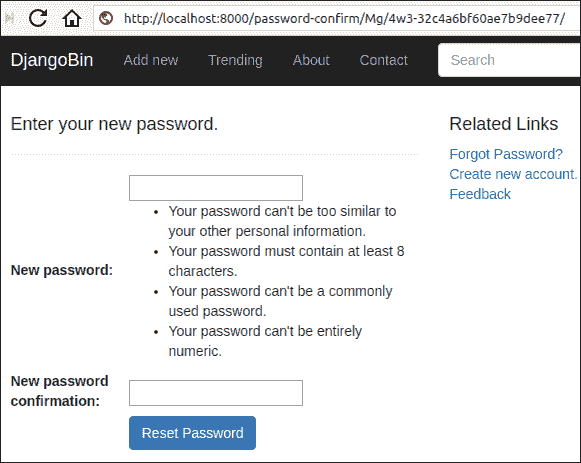 http://localhost:8000/password-confirm/Mg/4w3-32c4a6bf60ae7b9dee77/
DjangoBin Add new Trending About Contact Search
Enter your new password.
New password:
• Your password can't be too similar to
your other personal information.
• Your password must contain at least 8
characters.
• Your password can't be a commonly
used password.
• Your password can't be entirely
numeric.
New password
confirmation:
Reset Password
Related Links
Forgot Password?
Create new account.
Feedback